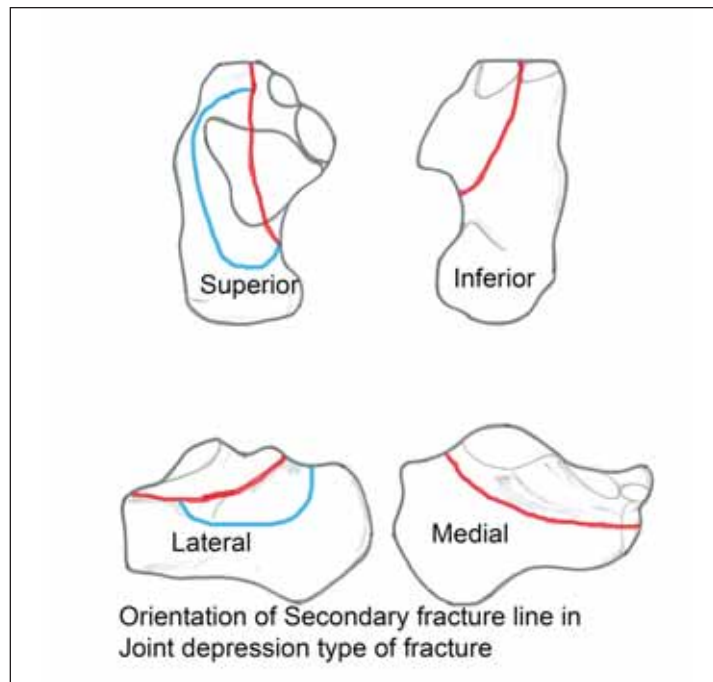 Superior
Inferior
Lateral
Medial
Orientation of Secondary fracture line in
Joint depression type of fracture